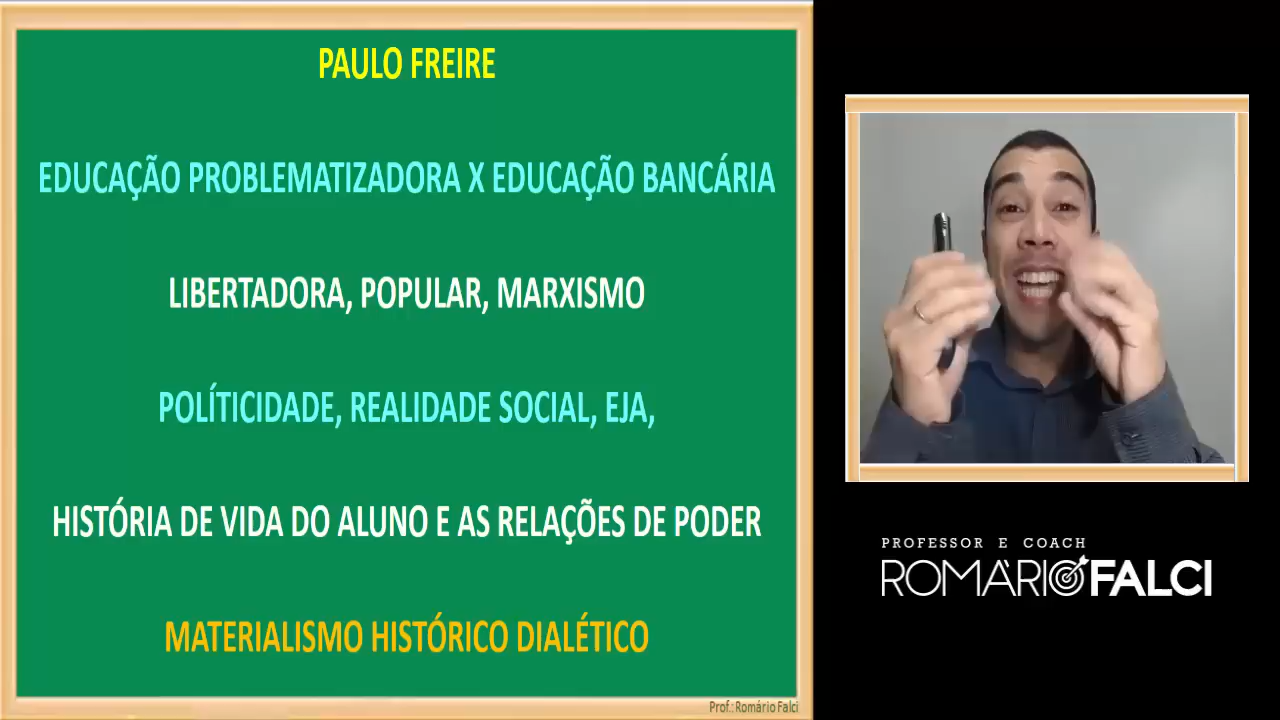 PAULO FREIRE
EDUCAÇÃO PROBLEMATIZADORA X EDUCAÇÃO BANCÁRIA
LIBERTADORA, POPULAR, MARXISMO
POLÍTICIDADE, REALIDADE SOCIAL, EJA,
HISTÓRIA DE VIDA DO ALUNO E AS RELAÇÕES DE PODER
MATERIALISMO HISTÓRICO DIALÉTICO
Prof.: Romário Falci
PROFESSOR E COACH
ROMÁRIO FALCI